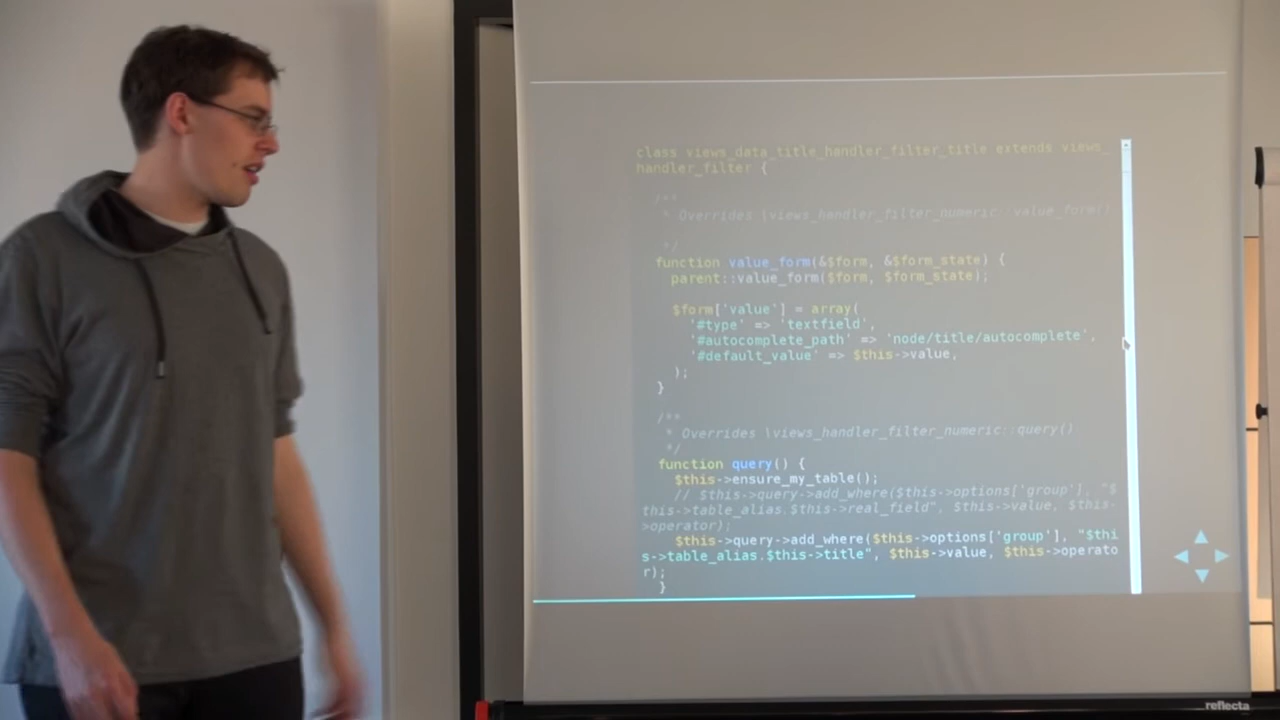 class views_data_title_handler_filter_title extends views_
handler_filter {
/**
* Overrides \views_handler_filter_numeric::value_form()
*/
function value_form(&$form, &$form_state) {
parent::value_form($form, $form_state);
$form['value'] = array(
'#type' => 'textfield',
'#autocomplete_path' => 'node/title/autocomplete',
'#default_value' => $this->value,
);
}
/**
* Overrides \views_handler_filter_numeric::query()
*/
function query() {
$this->ensure_my_table();
// $this->query->add_where($this->options['group'], "$
this->table_alias.$this->real_field", $this->value, $this-
>operator);
$this->query->add_where($this->options['group'], "$thi
s->table_alias.$this->title", $this->value, $this->operato
r);
}
reflecta